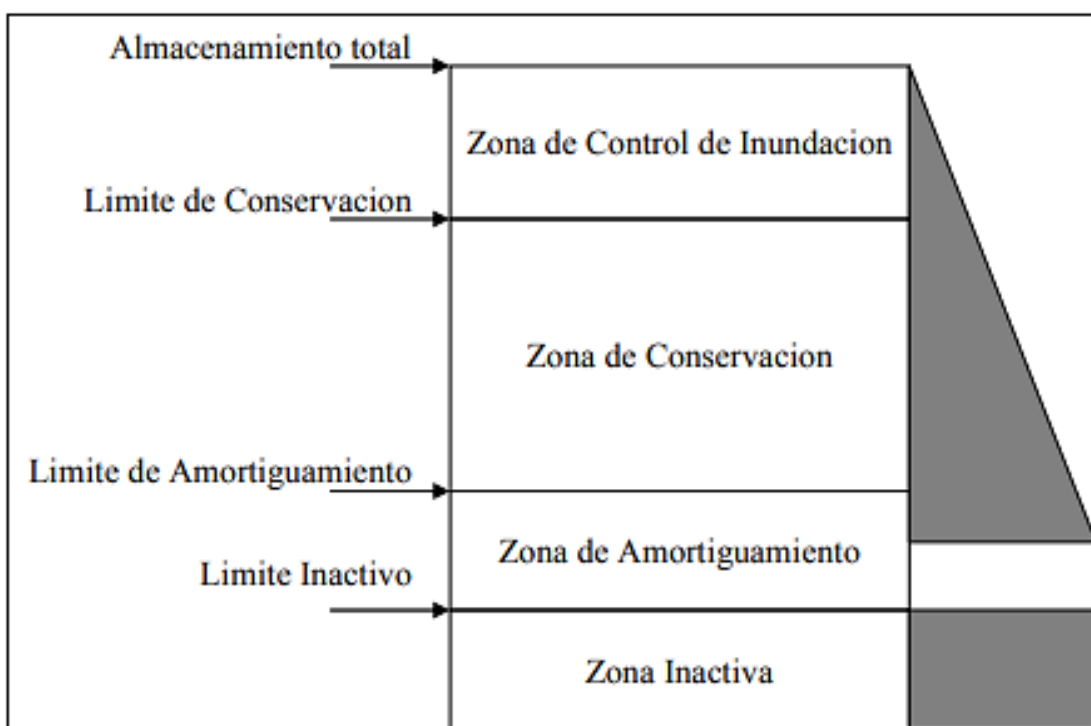 Almacenamiento total
Zona de Control de Inundacion
Limite de Conservacion
Zona de Conservacion
Limite de Amortiguamiento
Zona de Amortiguamiento
Limite Inactivo
Zona Inactiva